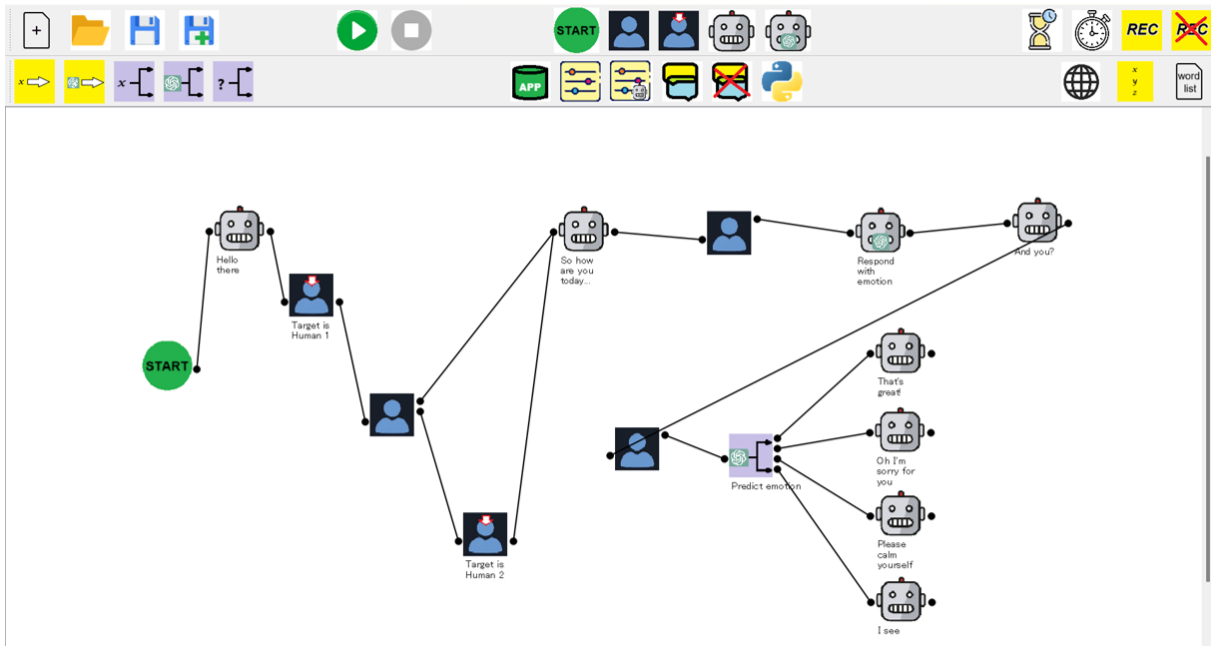 START
REC
REC
x
APP
x
?
x
y
z
word
list
Hello
there
So how
are you
today...
Respond
with
emotion
And you?
Target is
Human 1
START
That's
great!
Predict emotion
Oh I'm
sorry for
you
Target is
Human 2
Please
calm
yourself
I see